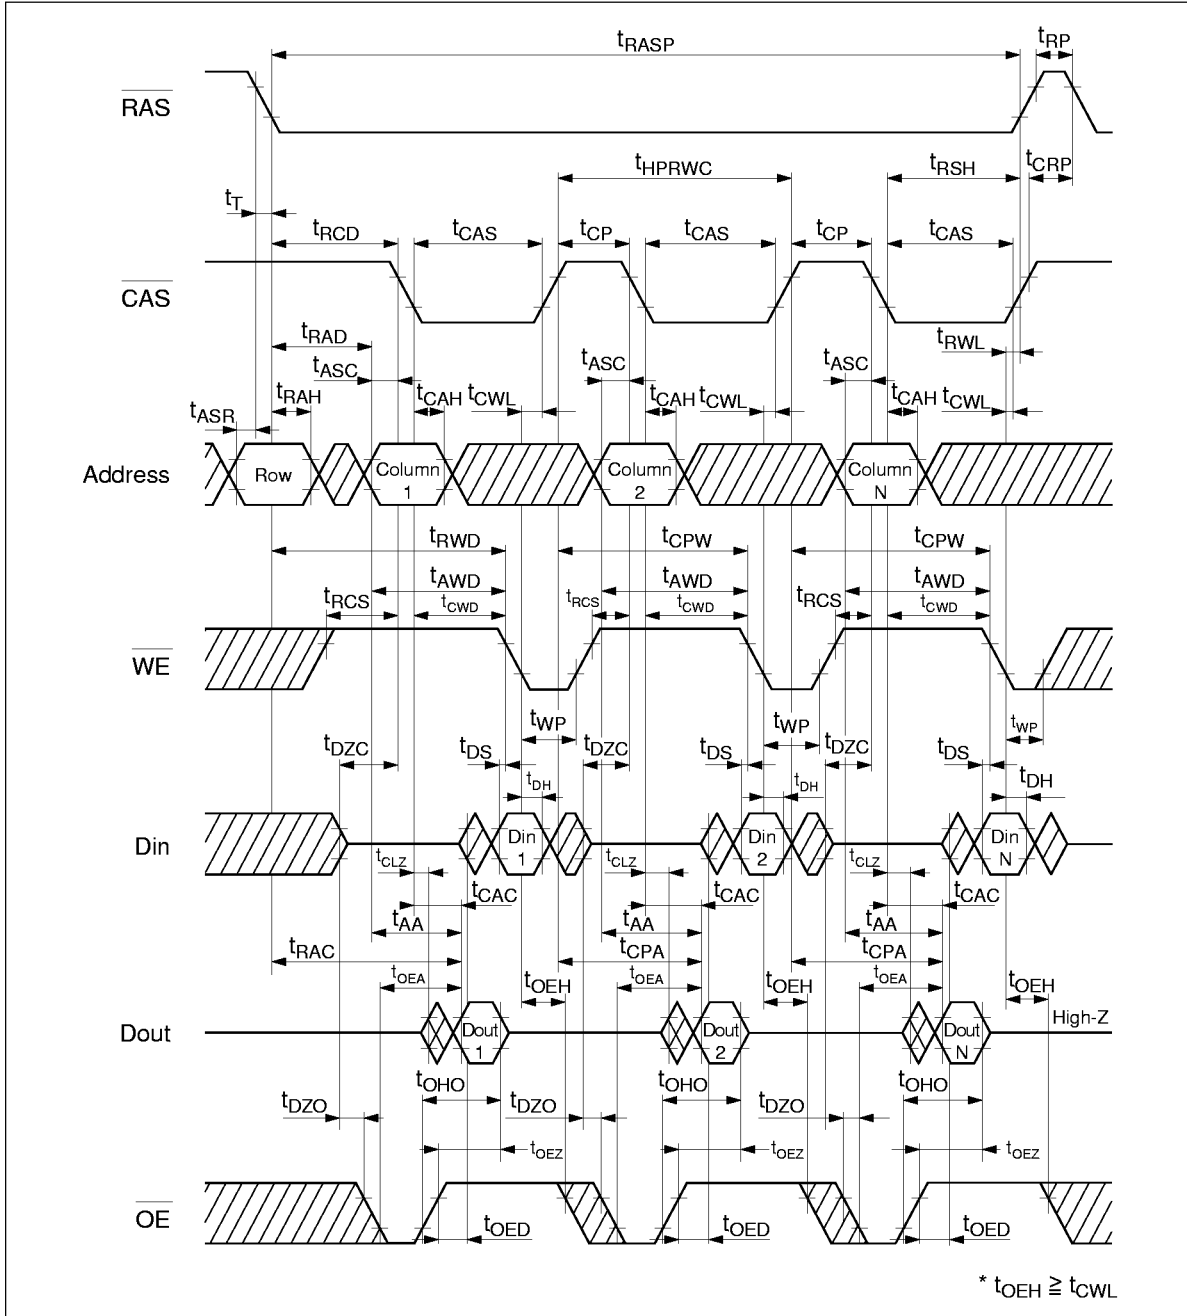 tRASP tRP
RAS
tHPRWC tRSH tCRP
tT
tRCD tCAS tCP tCAS tCP tCAS
CAS
tRAD tRWL
tASC tASC tASC
tRAH tCAH tCWL tCAH tCWL tCAH tCWL
tASR
Address Row Column 1 Column 2 Column N
tRWD tCPW tCPW
tAWD tAWD tAWD
tRCS tCWD tRCS tCWD tRCS tCWD
WE
tWP tWP tWP
tDZC tDS tDZC tDS tDZC tDS
tDH tDH tDH
Din Din 1 Din 2 Din N
tCLZ tCLZ tCLZ
tCAC tCAC tCAC
tAA tAA tAA
tRAC tCPA tCPA
tOEA tOEH tOEA tOEH tOEA tOEH
High-Z
Dout Dout 1 Dout 2 Dout N
tOHO tOHO tOHO
tDZO tDZO tDZO
tOEZ tOEZ tOEZ
OE
tOED tOED tOED
* tOEH ≧ tCWL